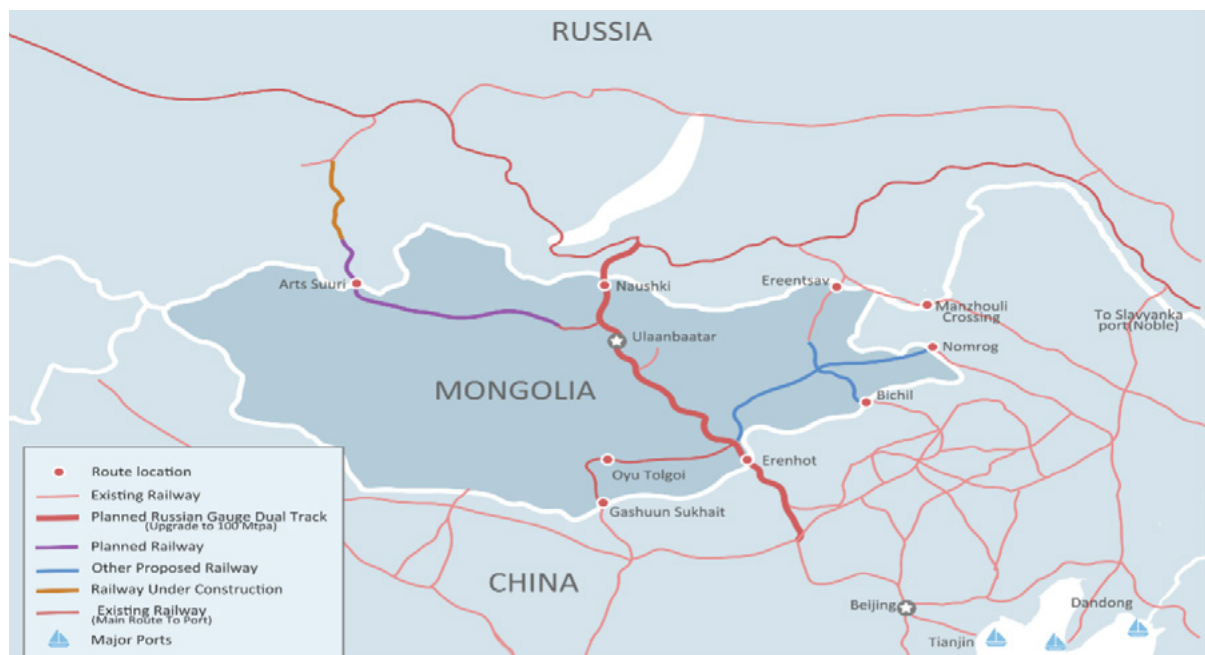 RUSSIA
Arts Suuri
Naushki
Ereentsav
Manzhouli
Crossing
To Slavyanka
port(Noble)
Ulaanbaatar
Nomrog
MONGOLIA
Bichil
Oyu Tolgoi
Erenhot
Gashuun Sukhait
CHINA
Beijing
Dandong
Tianjin
Route location
Existing Railway
Planned Russian Gauge Dual Track
(Upgrade to 100 Mtpa)
Planned Railway
Other Proposed Railway
Railway Under Construction
Existing Railway
(Main Route To Port)
Major Ports